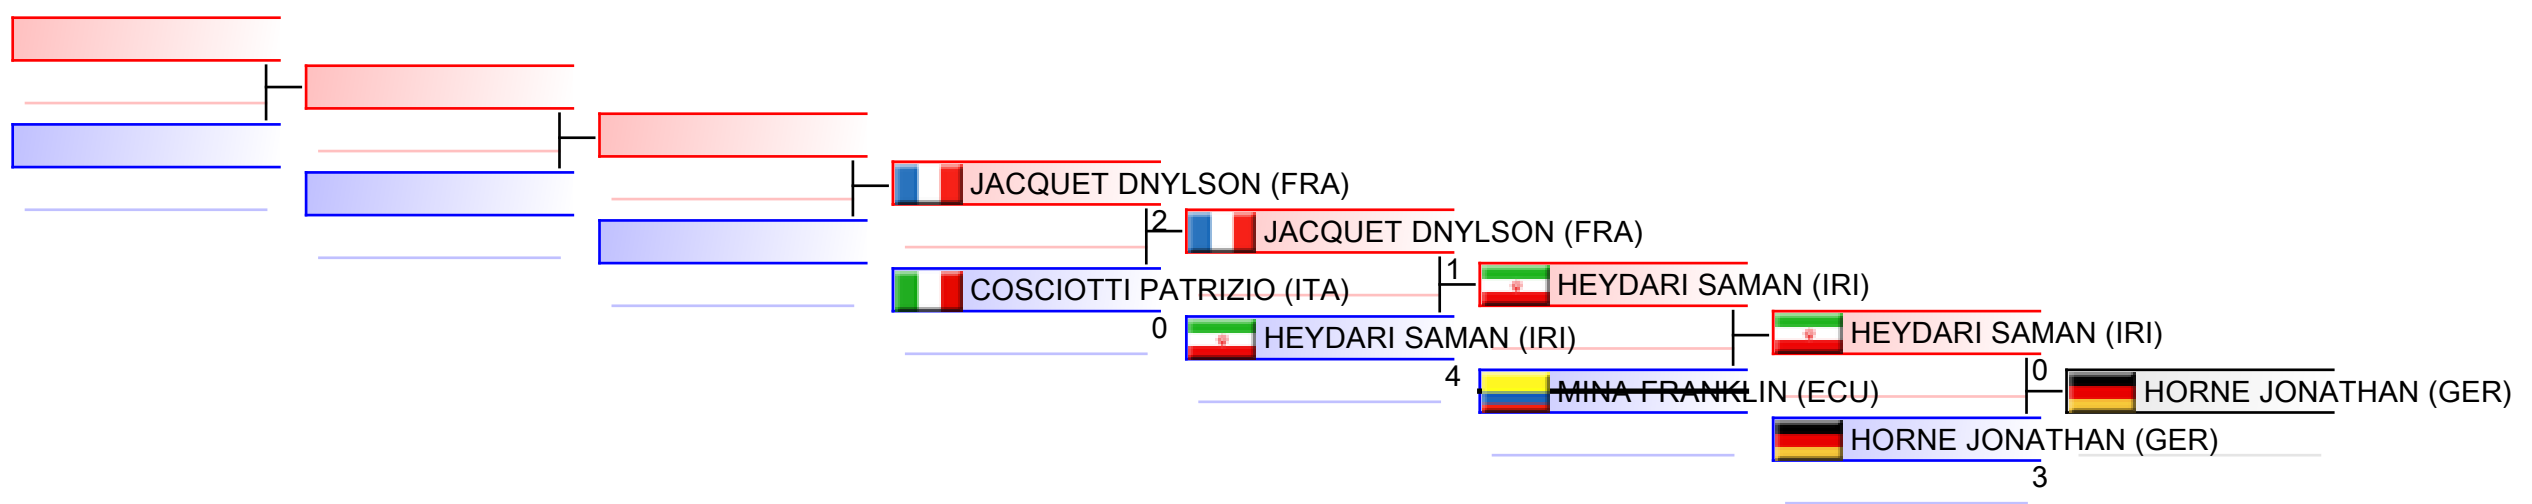 JACQUET DNYLSON (FRA)
2
JACQUET DNYLSON (FRA)
COSCIOTTI PATRIZIO (ITA)
0
1
HEYDARI SAMAN (IRI)
HEYDARI SAMAN (IRI)
4
HEYDARI SAMAN (IRI)
MINA FRANKLIN (ECU)
0
HORNE JONATHAN (GER)
HORNE JONATHAN (GER)
3